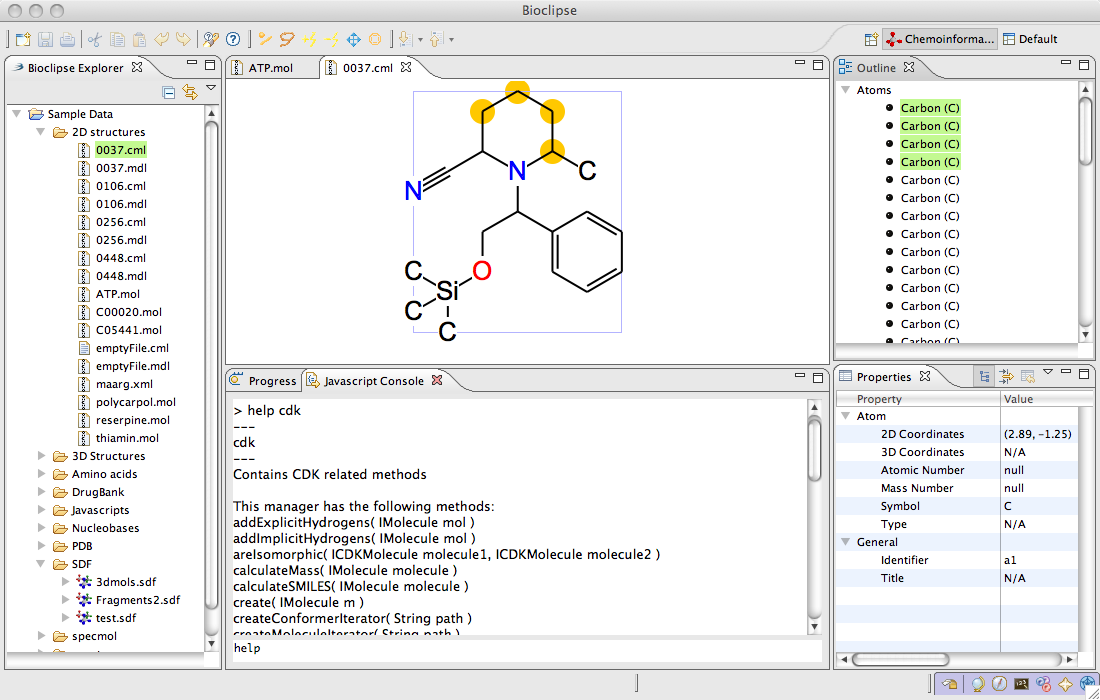 Bioclipse
Chemoinforma...
Default
Bioclipse Explorer
Sample Data
2D structures
0037.cml
0037.mdl
0106.cml
0106.mdl
0256.cml
0256.mdl
0448.cml
0448.mdl
ATP.mol
C00020.mol
C05441.mol
emptyFile.cml
emptyFile.mdl
maarg.xml
polycarpol.mol
reserpine.mol
thiamin.mol
3D Structures
Amino acids
DrugBank
Javascripts
Nucleobases
PDB
SDF
3dmols.sdf
Fragments2.sdf
test.sdf
specmol
ATP.mol
0037.cml
N
C
N
O
C
Si
C
C
Progress
Javascript Console
> help cdk
---
cdk
---
Contains CDK related methods
This manager has the following methods:
addExplicitHydrogens( IMolecule mol )
addImplicitHydrogens( IMolecule mol )
areIsomorphic( ICDKMolecule molecule1, ICDKMolecule molecule2 )
calculateMass( IMolecule molecule )
calculateSMILES( IMolecule molecule )
create( IMolecule m )
createConformerIterator( String path )
createMoleculeIterator( String path )
help
Outline
Atoms
Carbon (C)
Carbon (C)
Carbon (C)
Carbon (C)
Carbon (C)
Carbon (C)
Carbon (C)
Carbon (C)
Carbon (C)
Carbon (C)
Carbon (C)
Carbon (C)
Carbon (C)
Carbon (C)
Properties
Property Value
Atom
2D Coordinates (2.89, -1.25)
3D Coordinates N/A
Atomic Number null
Mass Number null
Symbol C
Type N/A
General
Identifier a1
Title N/A